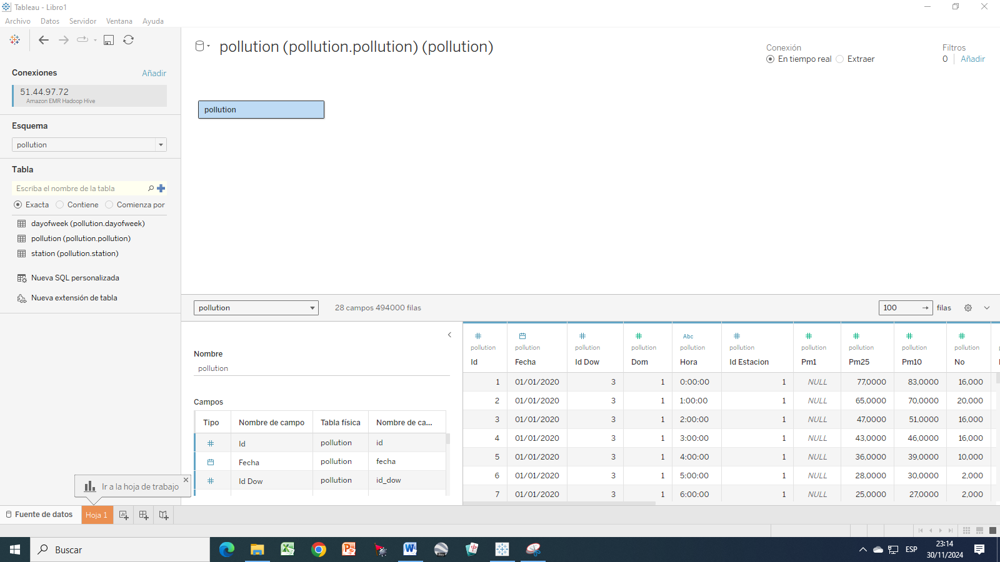 Tableau - Libro1
Archivo Datos Servidor Ventana Ayuda
pollution (pollution.pollution) (pollution)
Conexión
En tiempo real Extraer
Filtros
0 Añadir
Conexiones Añadir
51.44.97.72
Amazon EMR Hadoop Hive
Esquema
pollution
Tabla
Escriba el nombre de la tabla
Exacta Contiene Comienza por
dayofweek (pollution.dayofweek)
pollution (pollution.pollution)
station (pollution.station)
Nueva SQL personalizada
Nueva extensión de tabla
pollution
pollution 28 campos 494000 filas 100 filas
Nombre
pollution
Campos
Tipo Nombre de campo Tabla física Nombre de ca...
Id pollution id
Fecha pollution fecha
Id Dow pollution id_dow
Abc
pollution pollution pollution pollution pollution pollution pollution pollution pollution pollution
Id Fecha Id Dow Dom Hora Id Estacion Pm1 Pm25 Pm10 No
1 01/01/2020 3 1 0:00:00 1 NULL 77,0000 83,0000 16,000
2 01/01/2020 3 1 1:00:00 1 NULL 65,0000 70,0000 20,000
3 01/01/2020 3 1 2:00:00 1 NULL 47,0000 51,0000 16,000
4 01/01/2020 3 1 3:00:00 1 NULL 43,0000 46,0000 16,000
5 01/01/2020 3 1 4:00:00 1 NULL 36,0000 39,0000 10,000
6 01/01/2020 3 1 5:00:00 1 NULL 28,0000 30,0000 2,000
7 01/01/2020 3 1 6:00:00 1 NULL 25,0000 27,0000 2,000
Ir a la hoja de trabajo
Fuente de datos Hoja 1
Buscar
ESP
23:14
30/11/2024